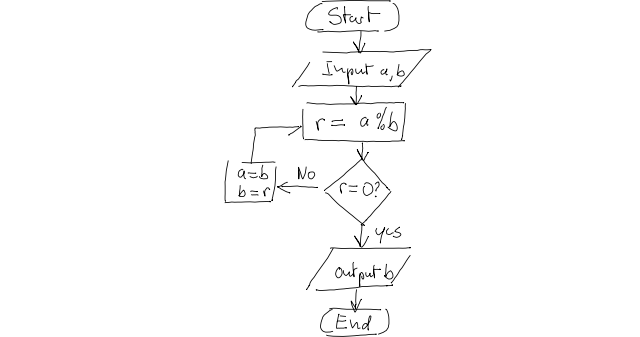 Start
Input a,b
r = a%b
No
a=b
b=r
r=0?
yes
output b
End